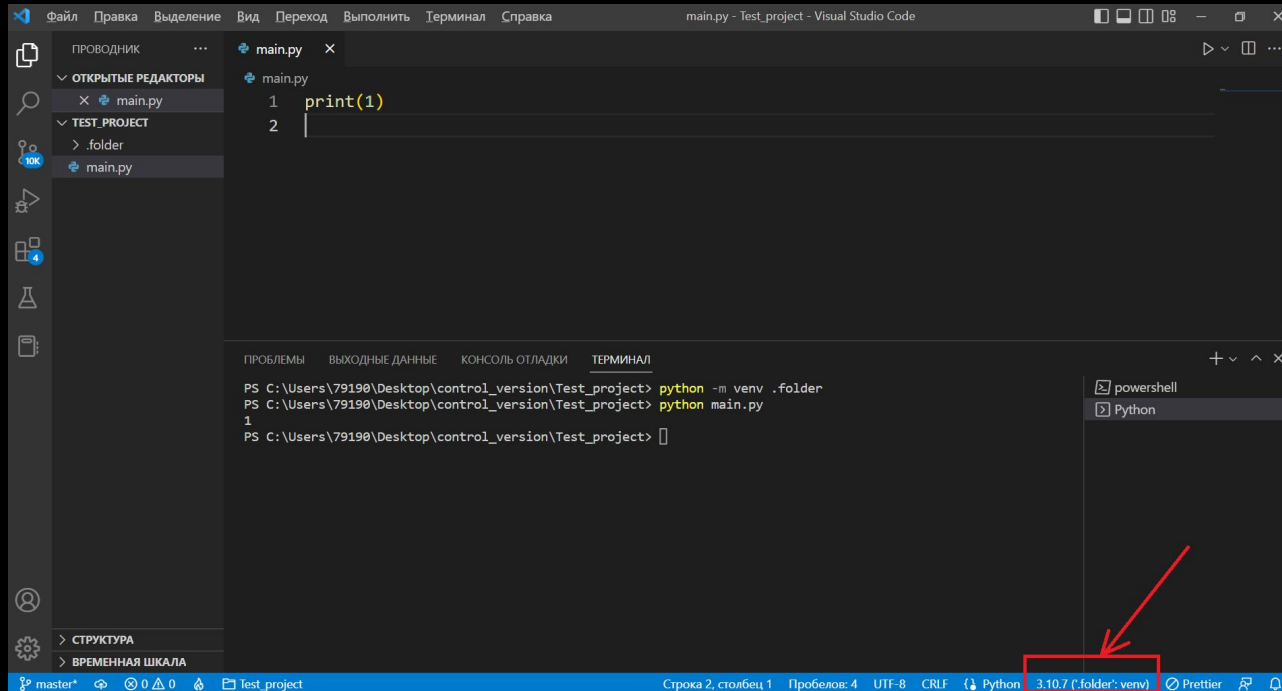 Файл Правка Выделение Вид Переход Выполнить Терминал Справка main.py - Test_project - Visual Studio Code
ПРОВОДНИК
main.py
ОТКРЫТЫЕ РЕДАКТОРЫ
main.py
TEST_PROJECT
.folder
main.py
10K
4
main.py
1 print(1)
2
ПРОБЛЕМЫ ВЫХОДНЫЕ ДАННЫЕ КОНСОЛЬ ОТЛАДКИ ТЕРМИНАЛ
PS C:\Users\79190\Desktop\control_version\Test_project> python -m venv .folder
PS C:\Users\79190\Desktop\control_version\Test_project> python main.py
1
PS C:\Users\79190\Desktop\control_version\Test_project>
powershell
Python
СТРУКТУРА
ВРЕМЕННАЯ ШКАЛА
master* 0 0 Test_project Строка 2, столбец 1 Пробелов: 4 UTF-8 CRLF Python 3.10.7 ('.folder': venv) Prettier